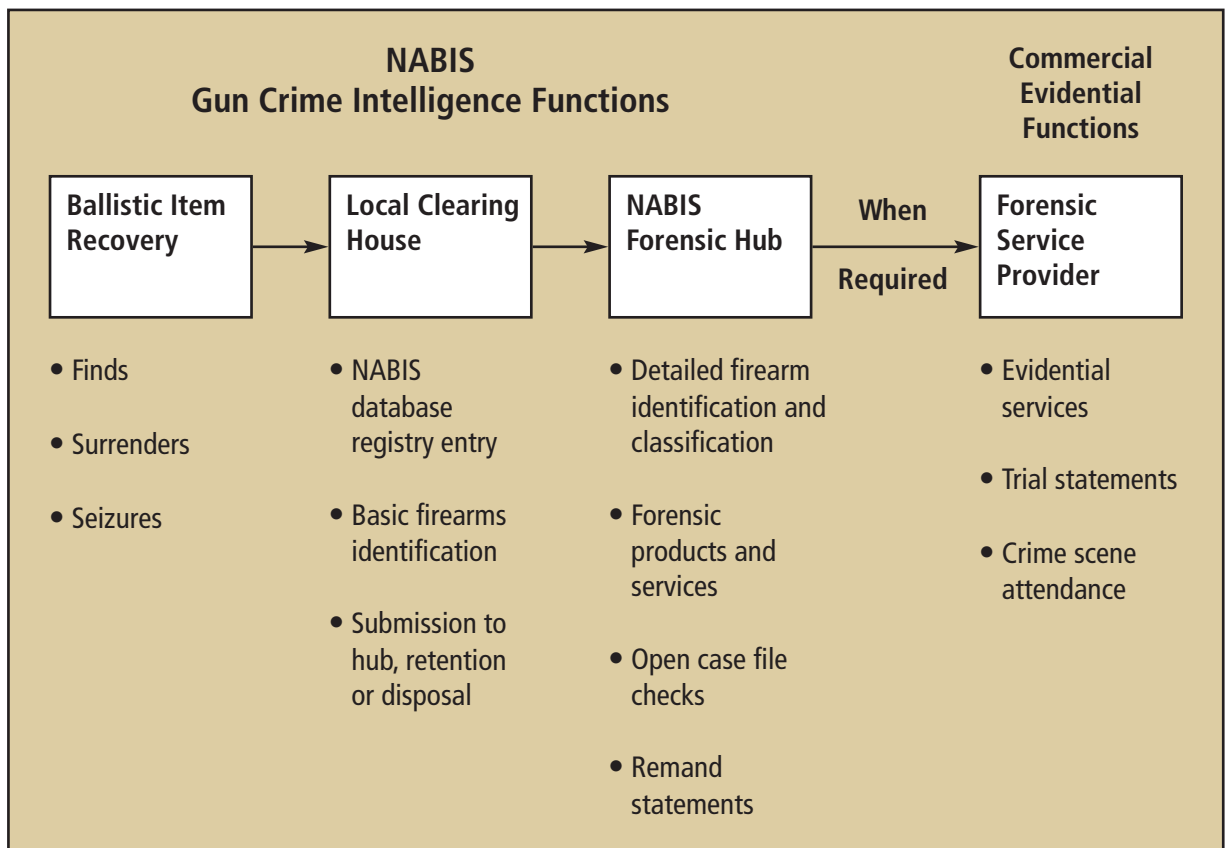 NABIS
Gun Crime Intelligence Functions
Commercial
Evidential
Functions
Ballistic Item
Recovery
Local Clearing
House
NABIS
Forensic Hub
When
Required
Forensic
Service
Provider
• Finds
• Surrenders
• Seizures
• NABIS
database
registry entry
• Basic firearms
identification
• Submission to
hub, retention
or disposal
• Detailed firearm
identification and
classification
• Forensic
products and
services
• Open case file
checks
• Remand
statements
• Evidential
services
• Trial statements
• Crime scene
attendance